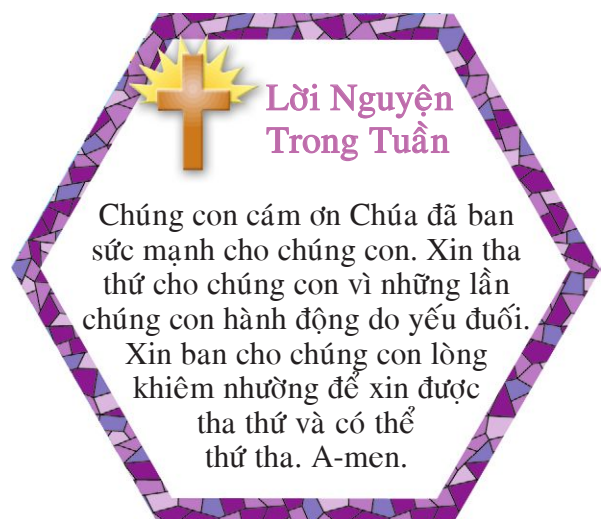 Lời Nguyện
Trong Tuần
Chúng con cám ơn Chúa đã ban
sức mạnh cho chúng con. Xin tha
thứ cho chúng con vì những lần
chúng con hành động do yếu đuối.
Xin ban cho chúng con lòng
khiêm nhường để xin được
tha thứ và có thể
thứ tha. A-men.